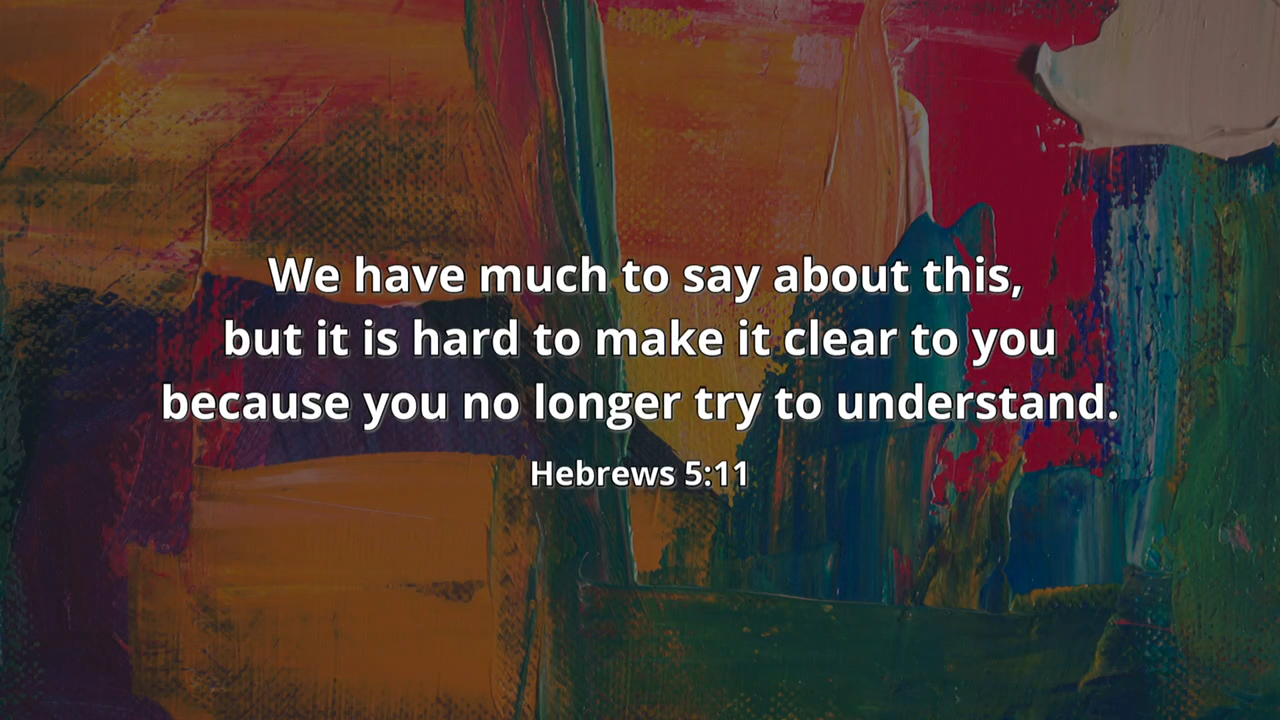 We have much to say about this,
but it is hard to make it clear to you
because you no longer try to understand.
Hebrews 5:11